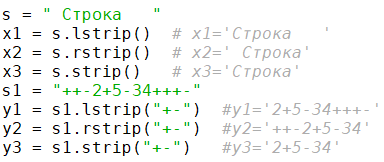 s = " Строка   "
x1 = s.lstrip()  # x1='Строка   '
x2 = s.rstrip()  # x2=' Строка'
x3 = s.strip()   # x3='Строка'
s1 = "++-2+5-34+++-"
y1 = s1.lstrip("+-")  #y1='2+5-34+++-'
y2 = s1.rstrip("+-")  #y2='++-2+5-34'
y3 = s1.strip("+-")   #y3='2+5-34'